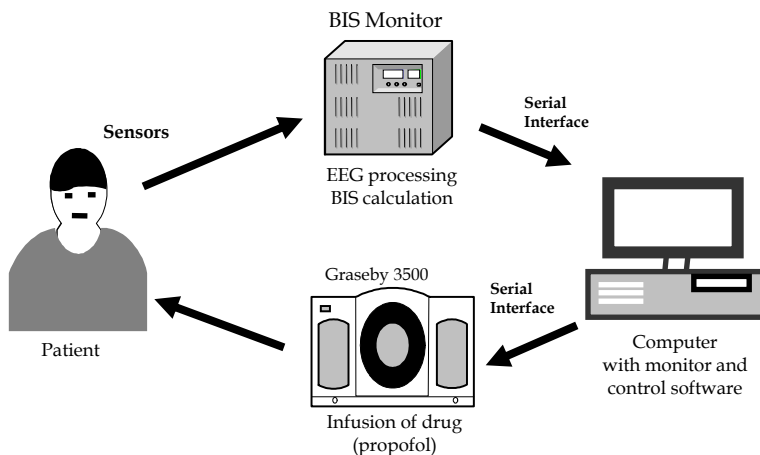 BIS Monitor
Sensors
Serial
Interface
EEG processing
BIS calculation
Graseby 3500
Serial
Interface
Patient
Computer
with monitor and
control software
Infusion of drug
(propofol)